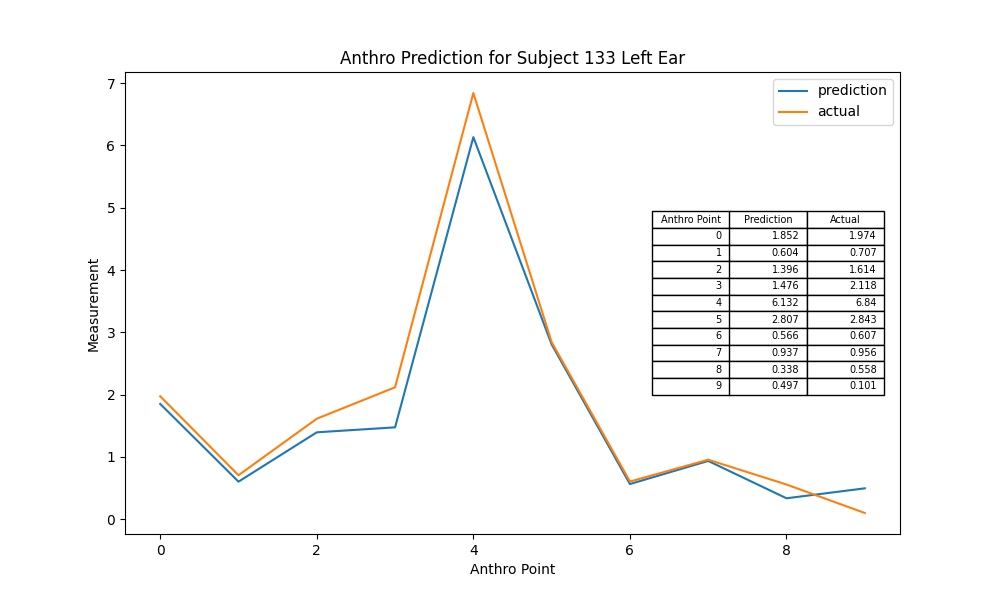 Anthro Prediction for Subject 133 Left Ear
7
6
5
4
3
2
1
0
Measurement
prediction
actual
Anthro Point Prediction Actual
0 1.852 1.974
1 0.604 0.707
2 1.396 1.614
3 1.476 2.118
4 6.132 6.84
5 2.807 2.843
6 0.566 0.607
7 0.937 0.956
8 0.338 0.558
9 0.497 0.101
0 2 4 6 8
Anthro Point